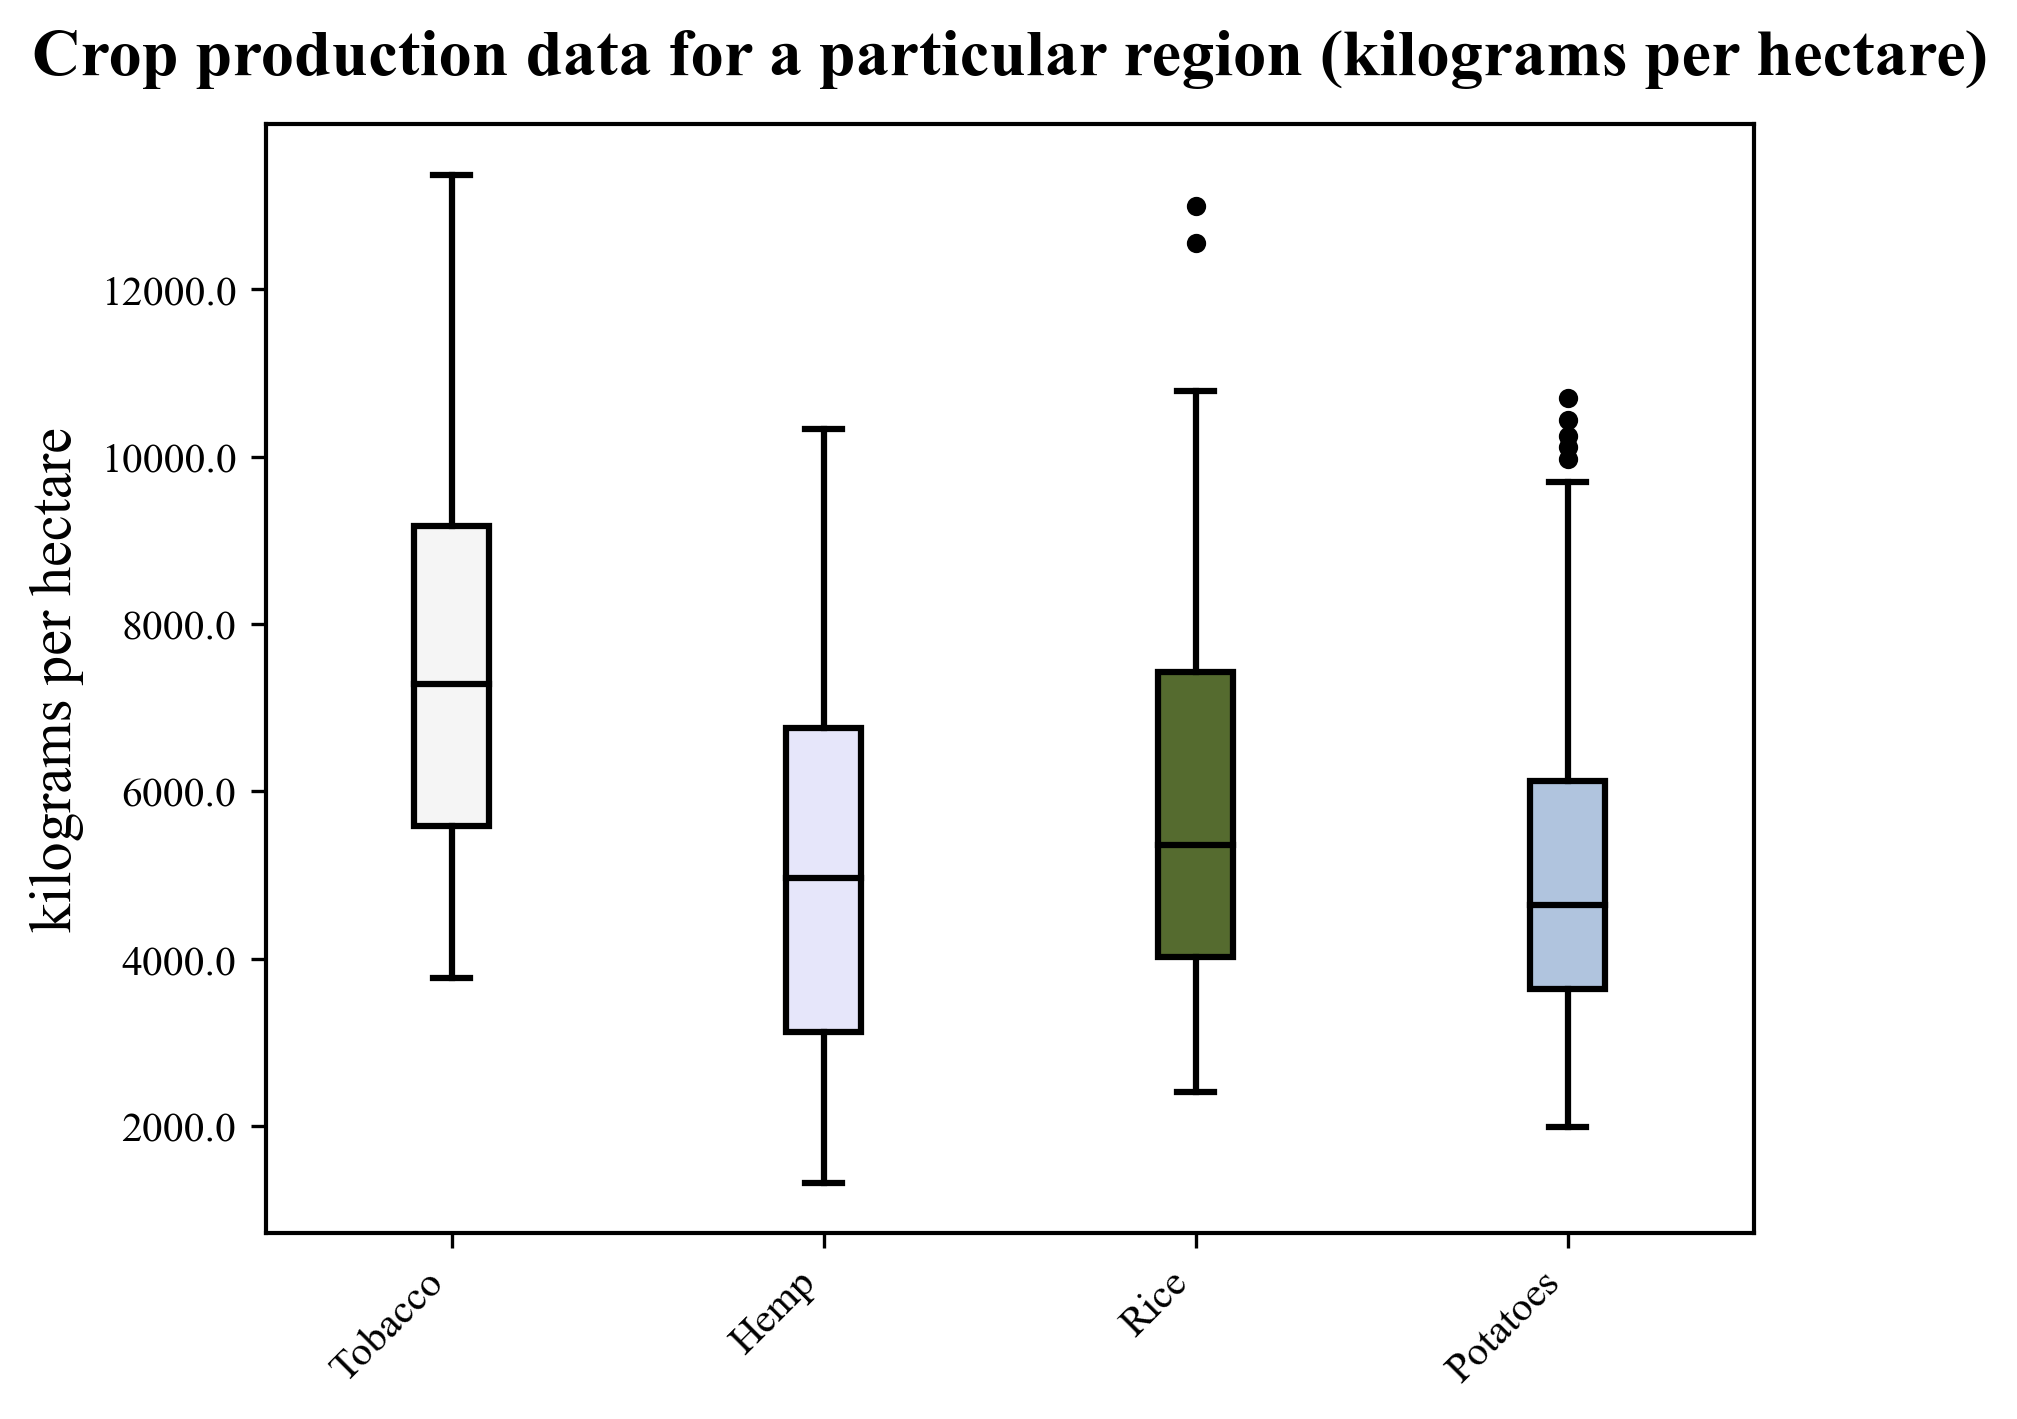 Crop production data for a particular region (kilograms per hectare)
kilograms per hectare
12000.0
10000.0
8000.0
6000.0
4000.0
2000.0
Tobacco
Hemp
Rice
Potatoes